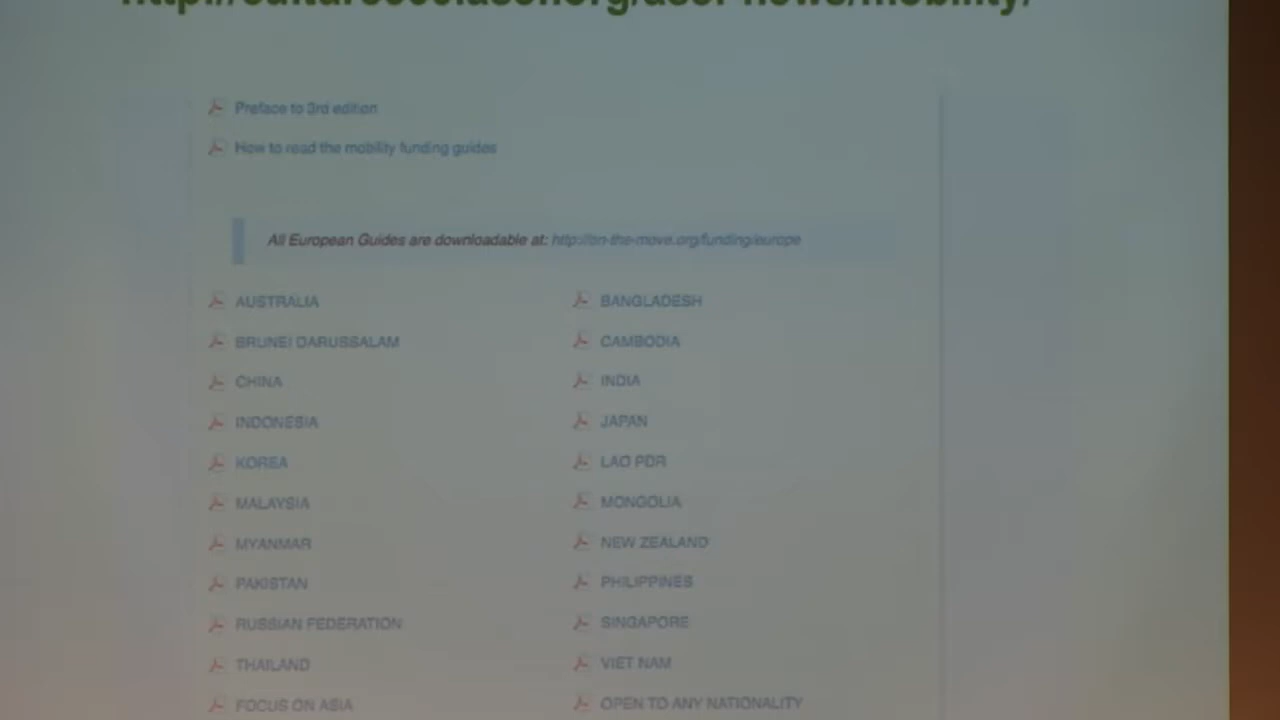 Preface to 3rd edition
How to read the mobility funding guides
All European Guides are downloadable at: http://on-the-move.org/funding/europe
AUSTRALIA
BANGLADESH
BRUNEI DARUSSALAM
CAMBODIA
CHINA
INDIA
INDONESIA
JAPAN
KOREA
LAO PDR
MALAYSIA
MONGOLIA
MYANMAR
NEW ZEALAND
PAKISTAN
PHILIPPINES
RUSSIAN FEDERATION
SINGAPORE
THAILAND
VIET NAM
FOCUS ON ASIA
OPEN TO ANY NATIONALITY